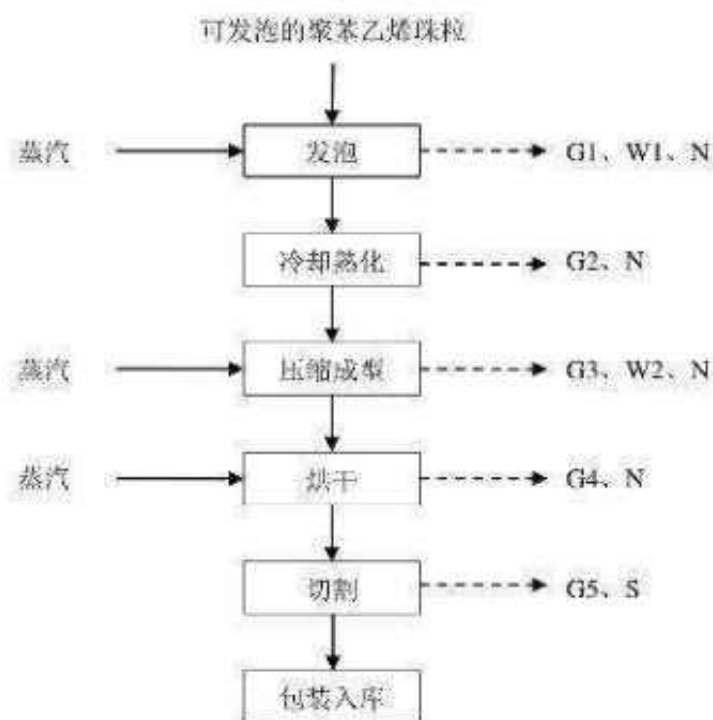 可发泡的聚苯乙烯珠粒
蒸汽 发泡 G1、W1、N
冷却熟化 G2、N
蒸汽 压缩成型 G3、W2、N
蒸汽 烘干 G4、N
切割 G5、S
包装入库